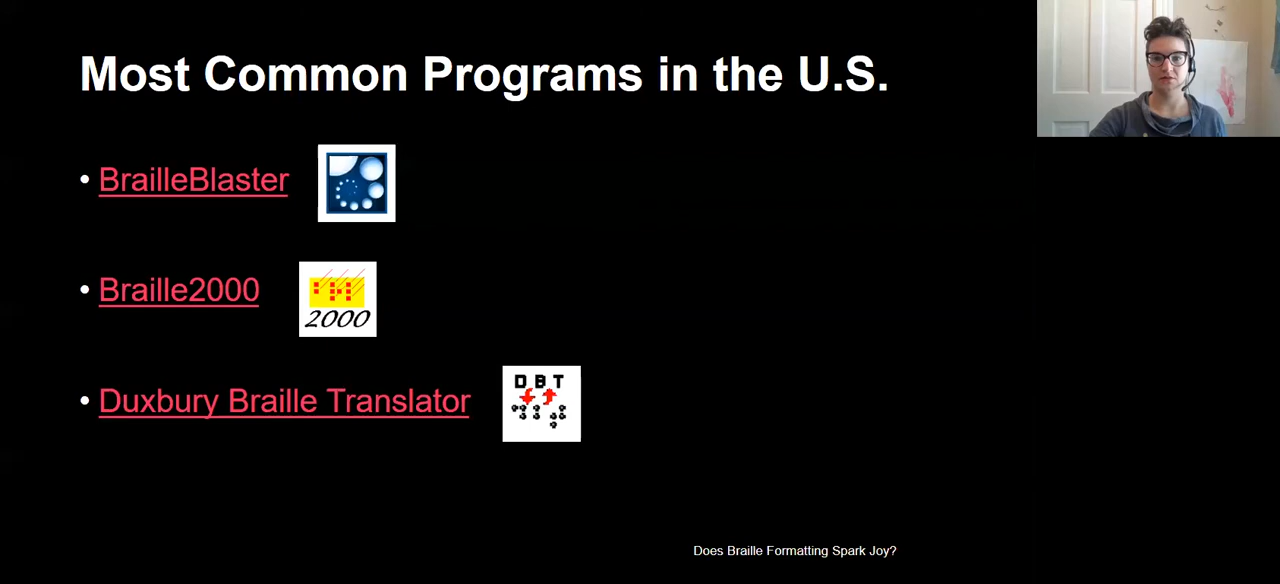 Most Common Programs in the U.S.
• BrailleBlaster
• Braille2000
2000
• Duxbury Braille Translator
DBT
Does Braille Formatting Spark Joy?